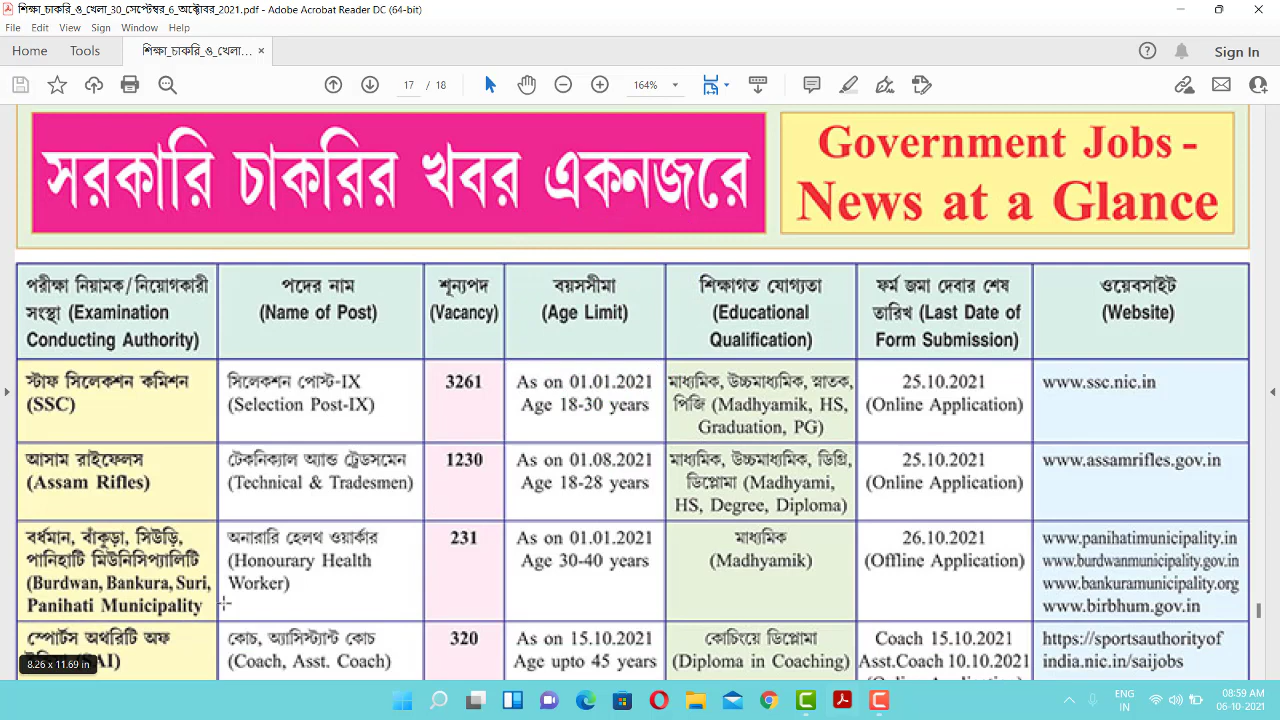 শিক্ষা_চাকরি_ও_খেলা_30_সেপ্টেম্বর_6_অক্টোবর_2021.pdf - Adobe Acrobat Reader DC (64-bit)
File Edit View Sign Window Help
Home Tools শিক্ষা_চাকরি_ও_খেলা... × Sign In
17 / 18 164%
সরকারি চাকরির খবর একনজরে
Government Jobs -
News at a Glance
পরীক্ষা নিয়ামক/নিয়োগকারী
সংস্থা (Examination
Conducting Authority)
পদের নাম
(Name of Post)
শূন্যপদ
(Vacancy)
বয়সসীমা
(Age Limit)
শিক্ষাগত যোগ্যতা
(Educational
Qualification)
ফর্ম জমা দেবার শেষ
তারিখ (Last Date of
Form Submission)
ওয়েবসাইট
(Website)
স্টাফ সিলেকশন কমিশন
(SSC)
সিলেকশন পোস্ট-IX
(Selection Post-IX)
3261
As on 01.01.2021
Age 18-30 years
মাধ্যমিক, উচ্চমাধ্যমিক, স্নাতক,
পিজি (Madhyamik, HS,
Graduation, PG)
25.10.2021
(Online Application)
www.ssc.nic.in
আসাম রাইফেলস
(Assam Rifles)
টেকনিক্যাল অ্যান্ড ট্রেডসমেন
(Technical & Tradesmen)
1230
As on 01.08.2021
Age 18-28 years
মাধ্যমিক, উচ্চমাধ্যমিক, ডিগ্রি,
ডিপ্লোমা (Madhyami,
HS, Degree, Diploma)
25.10.2021
(Online Application)
www.assamrifles.gov.in
বর্ধমান, বাঁকুড়া, সিউড়ি,
পানিহাটি মিউনিসিপ্যালিটি
(Burdwan, Bankura, Suri,
Panihati Municipality
অনারারি হেলথ ওয়ার্কার
(Honourary Health
Worker)
231
As on 01.01.2021
Age 30-40 years
মাধ্যমিক
(Madhyamik)
26.10.2021
(Offline Application)
www.panihatimunicipality.in
www.burdwanmunicipality.gov.in
www.bankuramunicipality.org
www.birbhum.gov.in
স্পোর্টস অথরিটি অফ
কোচ, অ্যাসিস্ট্যান্ট কোচ
(Coach, Asst. Coach)
320
As on 15.10.2021
Age upto 45 years
কোচিংয়ে ডিপ্লোমা
(Diploma in Coaching)
Coach 15.10.2021
Asst.Coach 10.10.2021
https://sportsauthorityof
india.nic.in/saijobs
8.26 x 11.69 in
ENG
IN
08:59 AM
06-10-2021